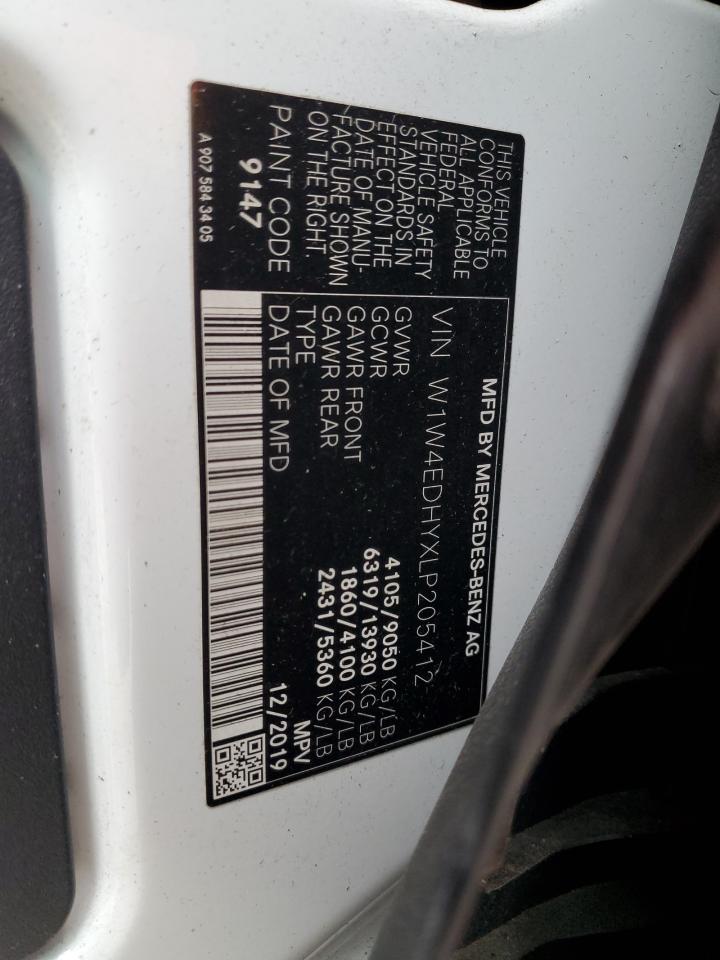 THIS VEHICLE
CONFORMS TO
ALL APPLICABLE
FEDERAL
VEHICLE SAFETY
STANDARDS IN
EFFECT ON THE
DATE OF MANU-
FACTURE SHOWN
ON THE RIGHT.
PAINT CODE
9147
A 907 584 34 05
MFD BY MERCEDES-BENZ AG
VIN W1W4EDHYXLP205412
GVWR 4105/9050 KG/LB
GCWR 6319/13930 KG/LB
GAWR FRONT 1860/4100 KG/LB
GAWR REAR 2431/5360 KG/LB
TYPE MPV
DATE OF MFD 12/2019